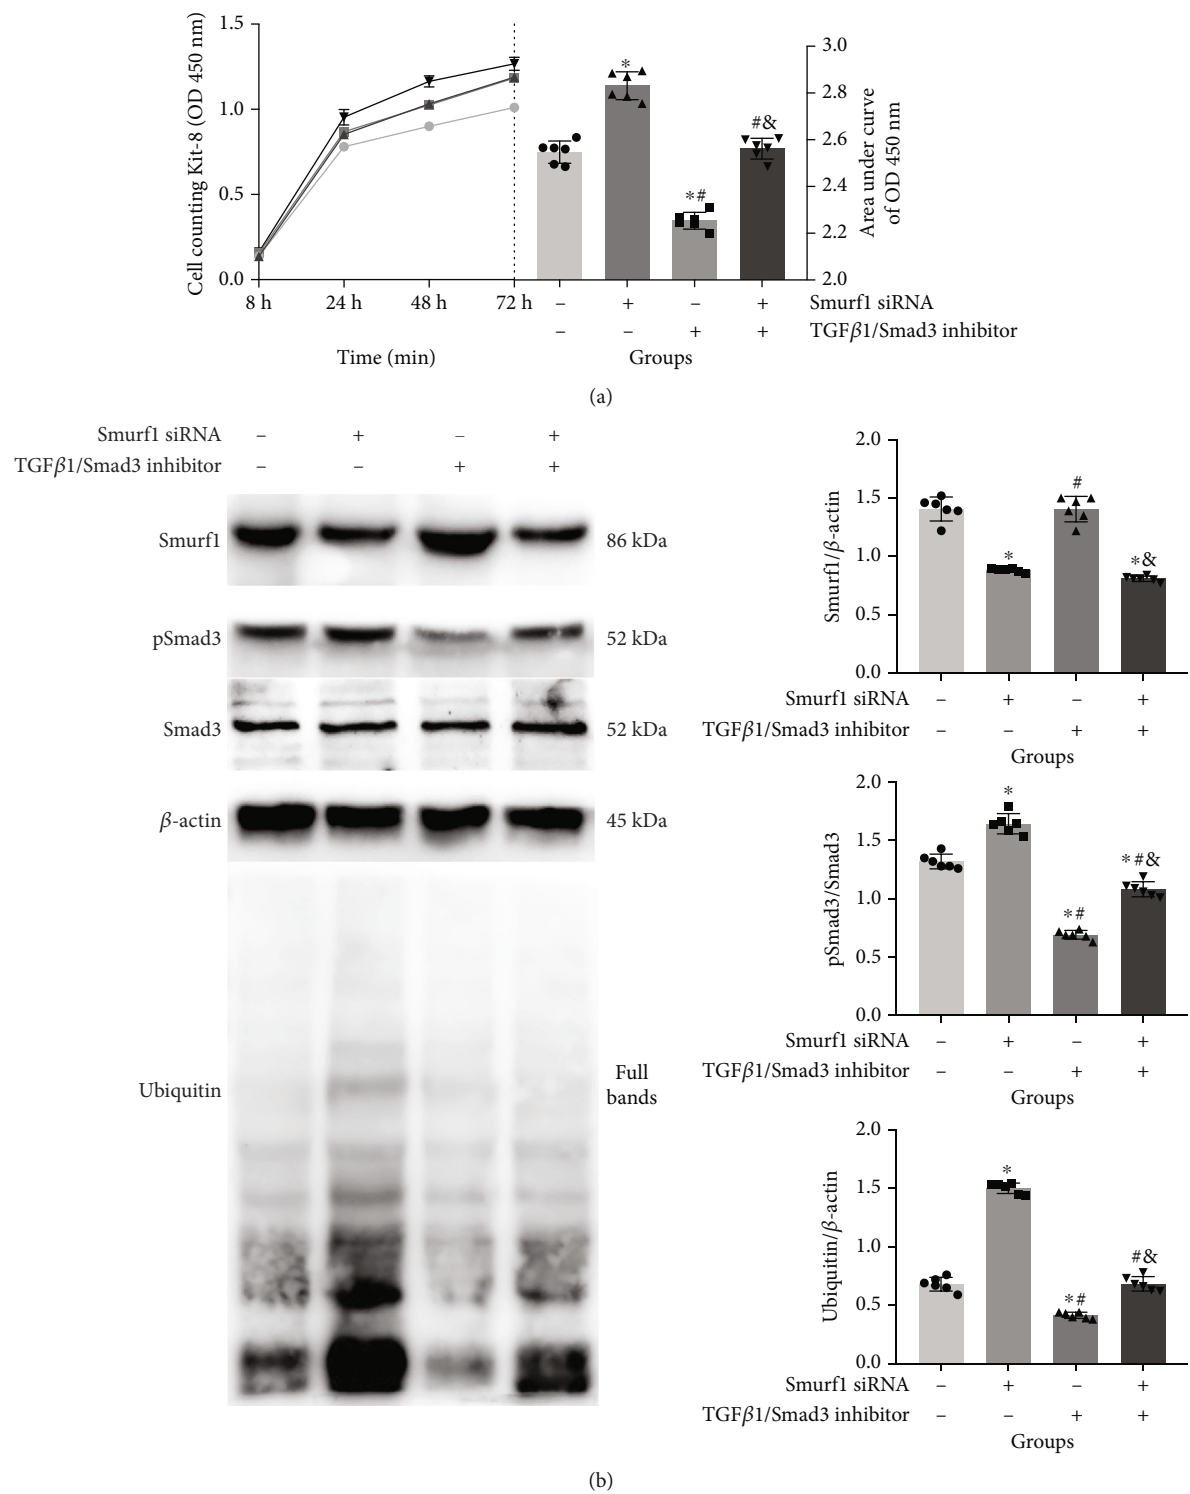 Cell counting Kit-8 (OD 450 nm)
1.5
1.0
0.5
0.0
8 h 24 h 48 h 72 h
Time (min)
*
*#
#&
3.0
2.8
2.6
2.4
2.2
2.0
Area under curve
of OD 450 nm
– + – + Smurf1 siRNA
– – + + TGFβ1/Smad3 inhibitor
Groups
(a)
Smurf1 siRNA – + – +
TGFβ1/Smad3 inhibitor – – + +
Smurf1 86 kDa
pSmad3 52 kDa
Smad3 52 kDa
β-actin 45 kDa
Ubiquitin
Full
bands
Smurf1/β-actin
2.0
1.5
1.0
0.5
0.0
*
#
*&
Smurf1 siRNA – + – +
TGFβ1/Smad3 inhibitor – – + +
Groups
pSmad3/Smad3
2.0
1.5
1.0
0.5
0.0
*
*#
*#&
Smurf1 siRNA – + – +
TGFβ1/Smad3 inhibitor – – + +
Groups
Ubiquitin/β-actin
2.0
1.5
1.0
0.5
0.0
*
*#
#&
Smurf1 siRNA – + – +
TGFβ1/Smad3 inhibitor – – + +
Groups
(b)